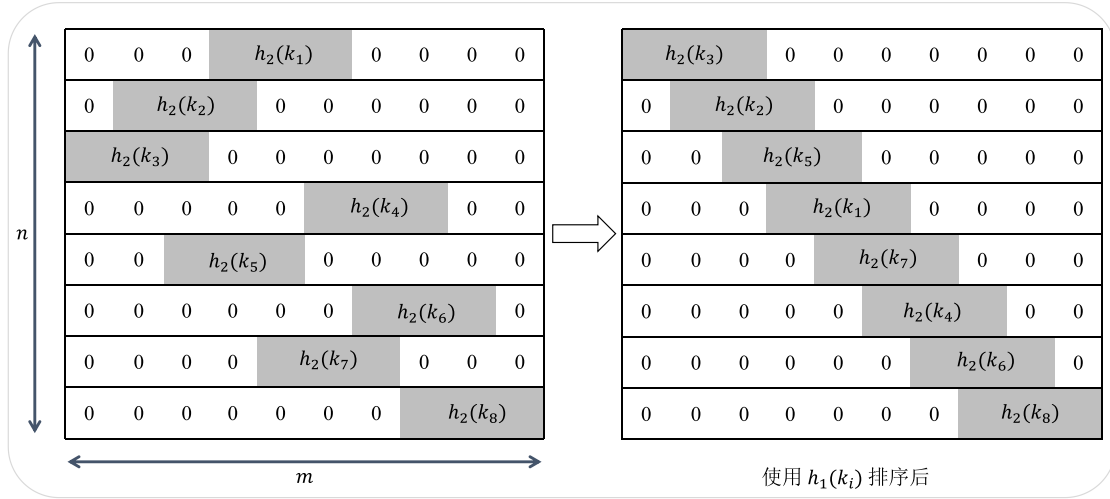 0 0 0 h₂(k₁) 0 0 0 0
0 h₂(k₂) 0 0 0 0 0 0
h₂(k₃) 0 0 0 0 0 0 0
0 0 0 0 0 h₂(k₄) 0 0
0 0 h₂(k₅) 0 0 0 0 0
0 0 0 0 0 0 h₂(k₆) 0
0 0 0 0 h₂(k₇) 0 0 0
0 0 0 0 0 0 0 h₂(k₈)
n
m
h₂(k₃) 0 0 0 0 0 0 0
0 h₂(k₂) 0 0 0 0 0 0
0 0 h₂(k₅) 0 0 0 0 0
0 0 0 h₂(k₁) 0 0 0 0
0 0 0 0 h₂(k₇) 0 0 0
0 0 0 0 0 h₂(k₄) 0 0
0 0 0 0 0 0 h₂(k₆) 0
0 0 0 0 0 0 0 h₂(k₈)
使用 h₁(kᵢ) 排序后